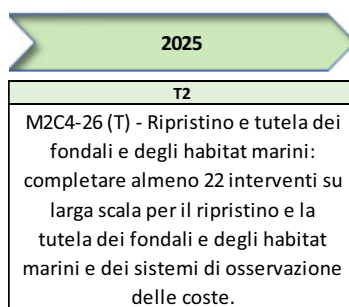 2025
T2
M2C4-26 (T) - Ripristino e tutela dei
fondali e degli habitat marini:
completare almeno 22 interventi su
larga scala per il ripristino e la
tutela dei fondali e degli habitat
marini e dei sistemi di osservazione
delle coste.